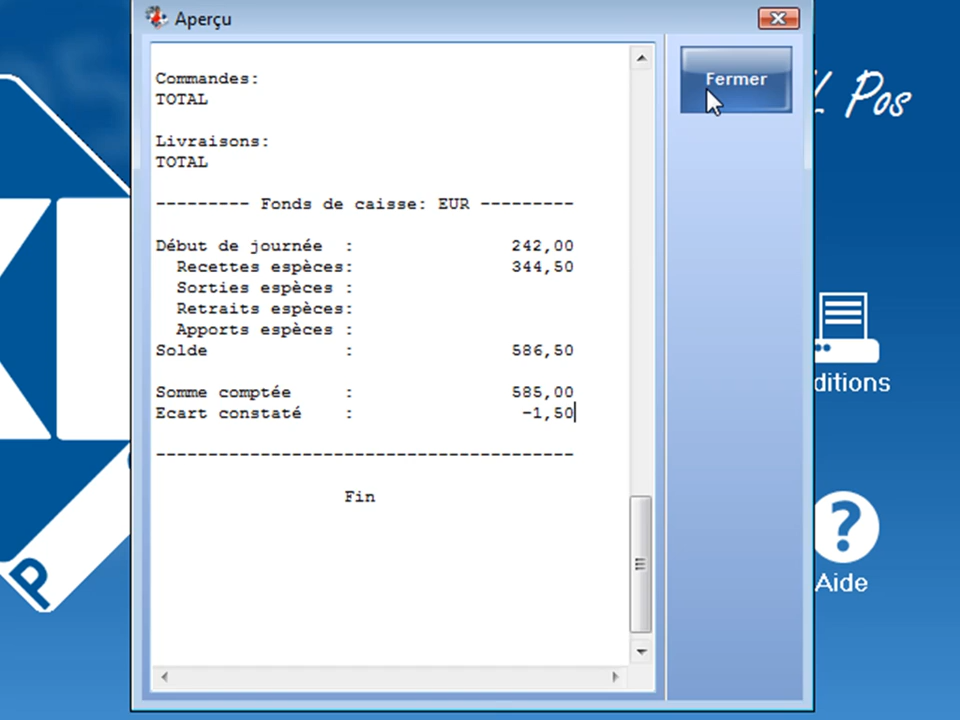 Aperçu
Commandes:
TOTAL
Livraisons:
TOTAL
--------- Fonds de caisse: EUR ---------
Début de journée : 242,00
Recettes espèces: 344,50
Sorties espèces :
Retraits espèces:
Apports espèces :
Solde : 586,50
Somme comptée : 585,00
Ecart constaté : -1,50
----------------------------------------
Fin
Fermer
Pos
ditions
Aide
P